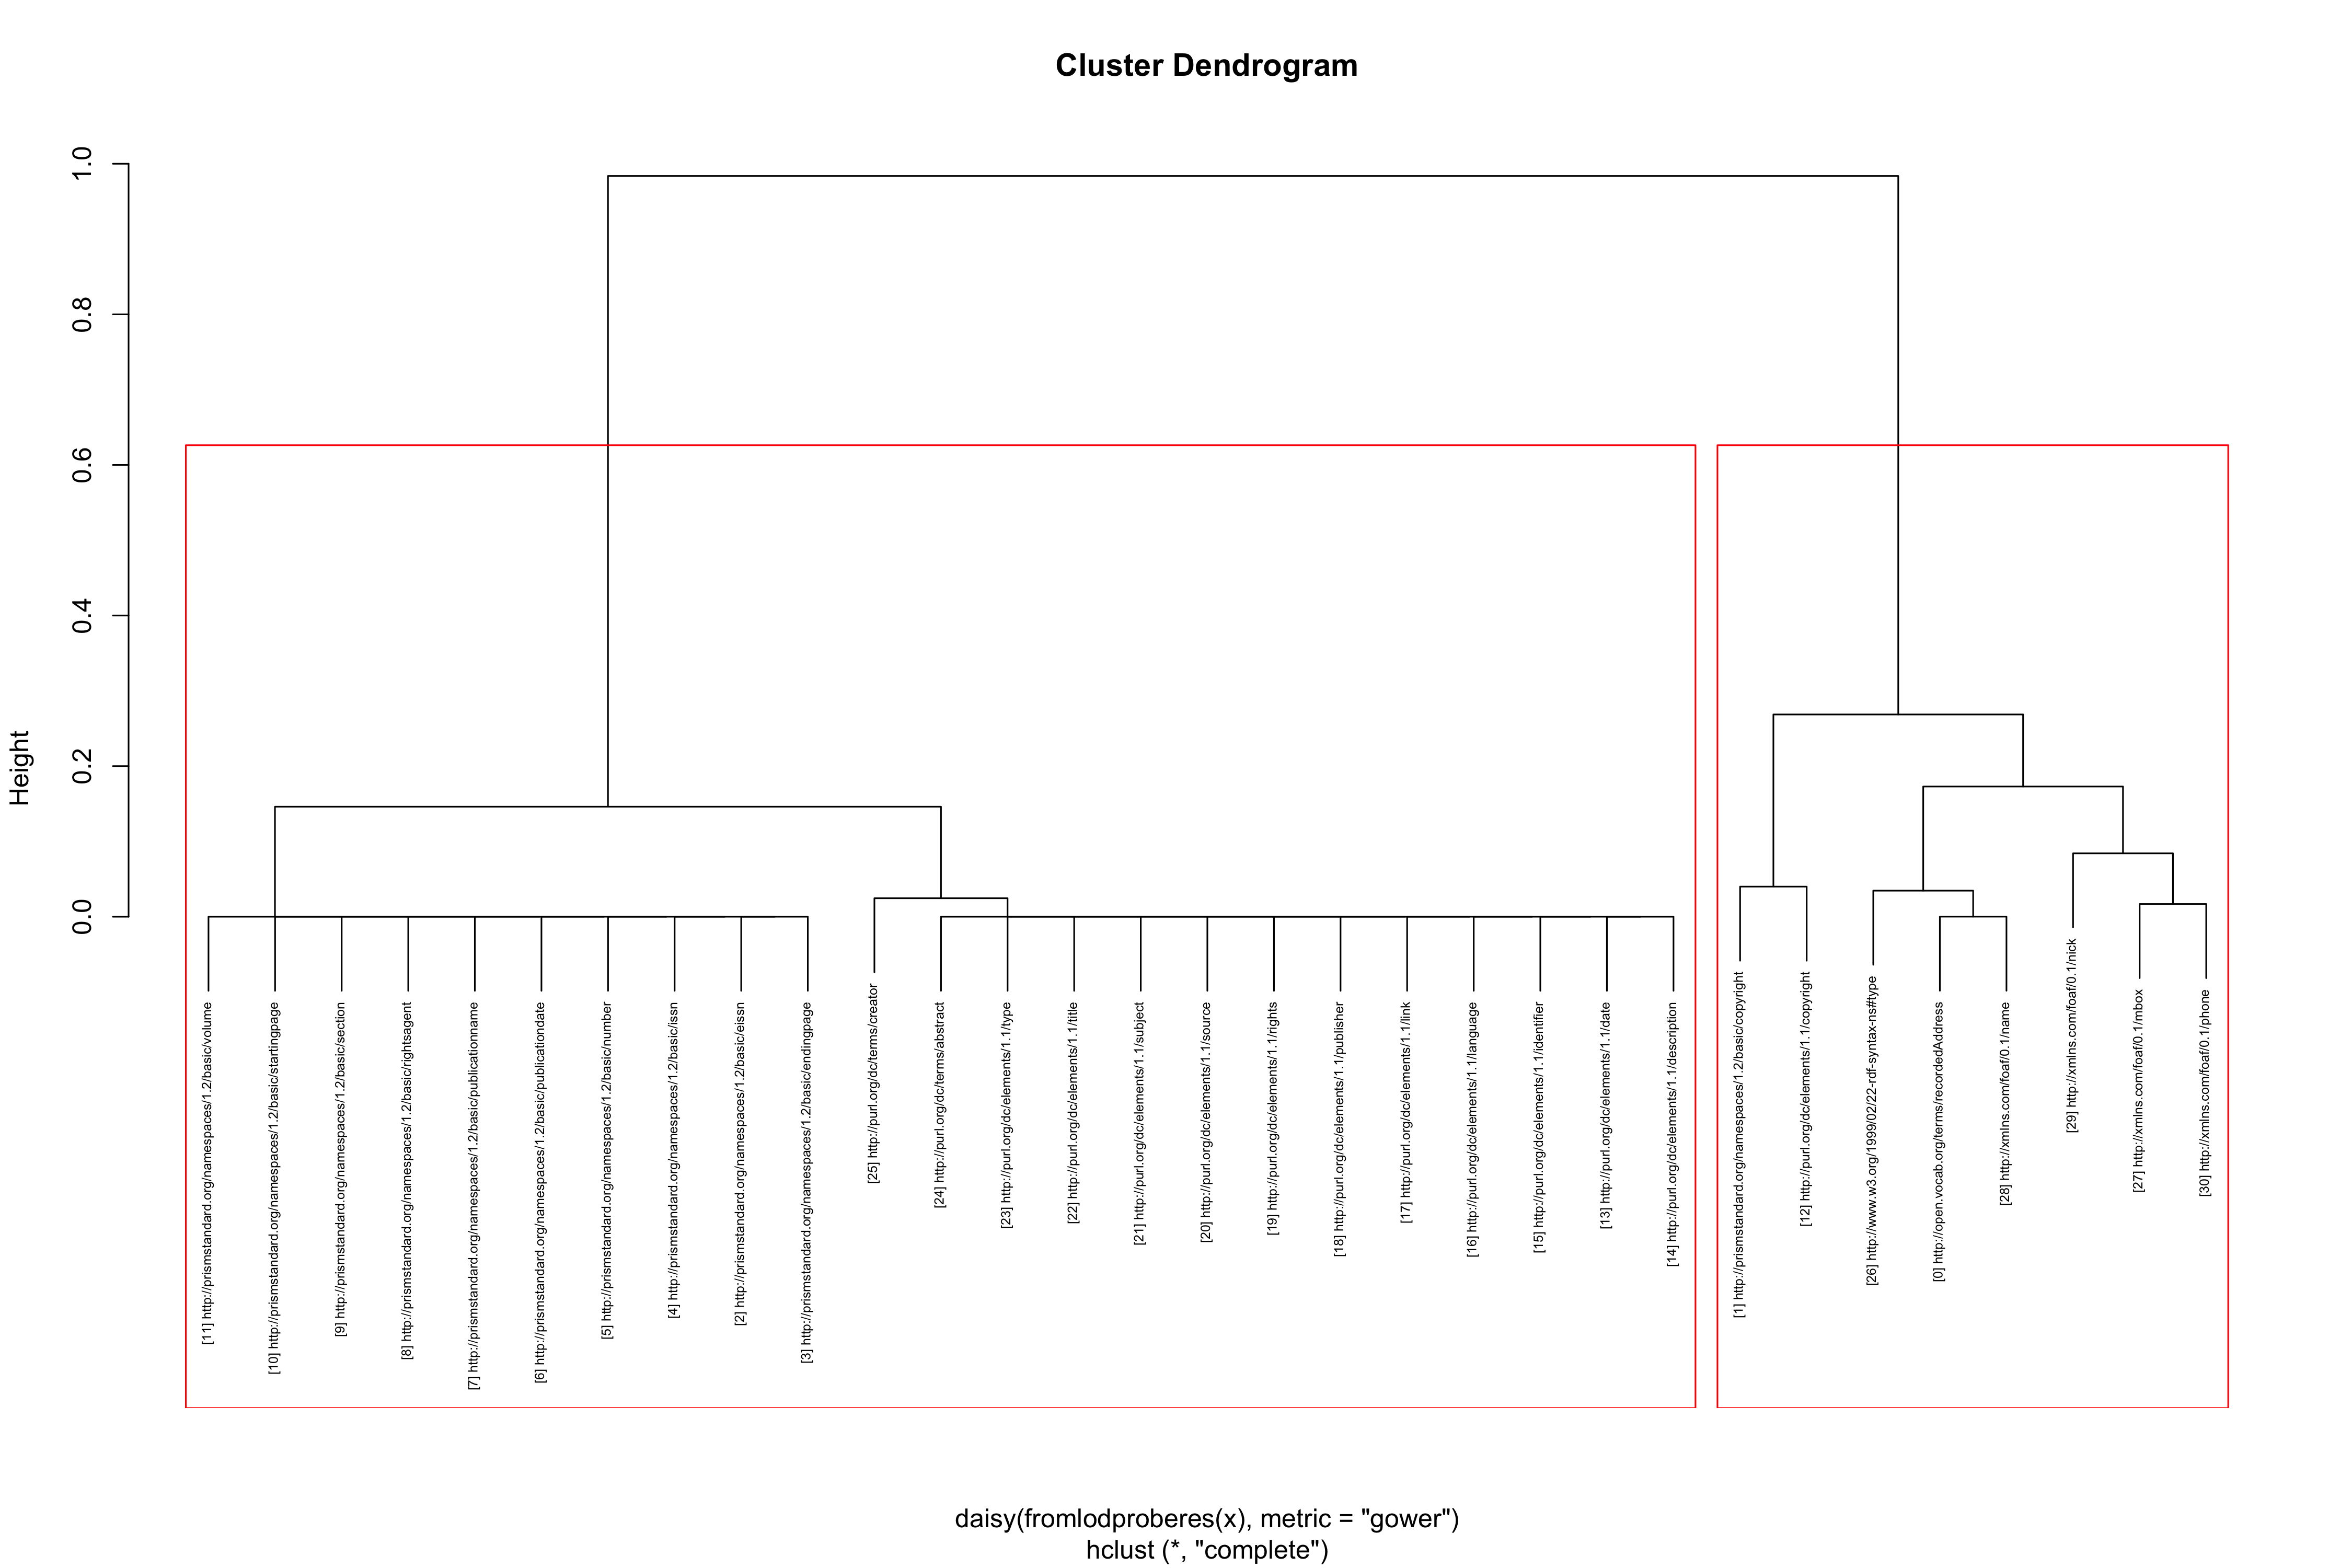 Cluster Dendrogram
Height
1.0
0.8
0.6
0.4
0.2
0.0
[11] http://prismstandard.org/namespaces/1.2/basic/volume
[10] http://prismstandard.org/namespaces/1.2/basic/startingpage
[9] http://prismstandard.org/namespaces/1.2/basic/section
[8] http://prismstandard.org/namespaces/1.2/basic/rightsagent
[7] http://prismstandard.org/namespaces/1.2/basic/publicationname
[6] http://prismstandard.org/namespaces/1.2/basic/publicationdate
[5] http://prismstandard.org/namespaces/1.2/basic/number
[4] http://prismstandard.org/namespaces/1.2/basic/issn
[2] http://prismstandard.org/namespaces/1.2/basic/eissn
[3] http://prismstandard.org/namespaces/1.2/basic/endingpage
[25] http://purl.org/dc/terms/creator
[24] http://purl.org/dc/terms/abstract
[23] http://purl.org/dc/elements/1.1/type
[22] http://purl.org/dc/elements/1.1/title
[21] http://purl.org/dc/elements/1.1/subject
[20] http://purl.org/dc/elements/1.1/source
[19] http://purl.org/dc/elements/1.1/rights
[18] http://purl.org/dc/elements/1.1/publisher
[17] http://purl.org/dc/elements/1.1/link
[16] http://purl.org/dc/elements/1.1/language
[15] http://purl.org/dc/elements/1.1/identifier
[13] http://purl.org/dc/elements/1.1/date
[14] http://purl.org/dc/elements/1.1/description
[1] http://prismstandard.org/namespaces/1.2/basic/copyright
[12] http://purl.org/dc/elements/1.1/copyright
[26] http://www.w3.org/1999/02/22-rdf-syntax-ns#type
[0] http://open.vocab.org/terms/recordedAddress
[28] http://xmlns.com/foaf/0.1/name
[29] http://xmlns.com/foaf/0.1/nick
[27] http://xmlns.com/foaf/0.1/mbox
[30] http://xmlns.com/foaf/0.1/phone
daisy(fromlodproberes(x), metric = "gower")
hclust (*, "complete")